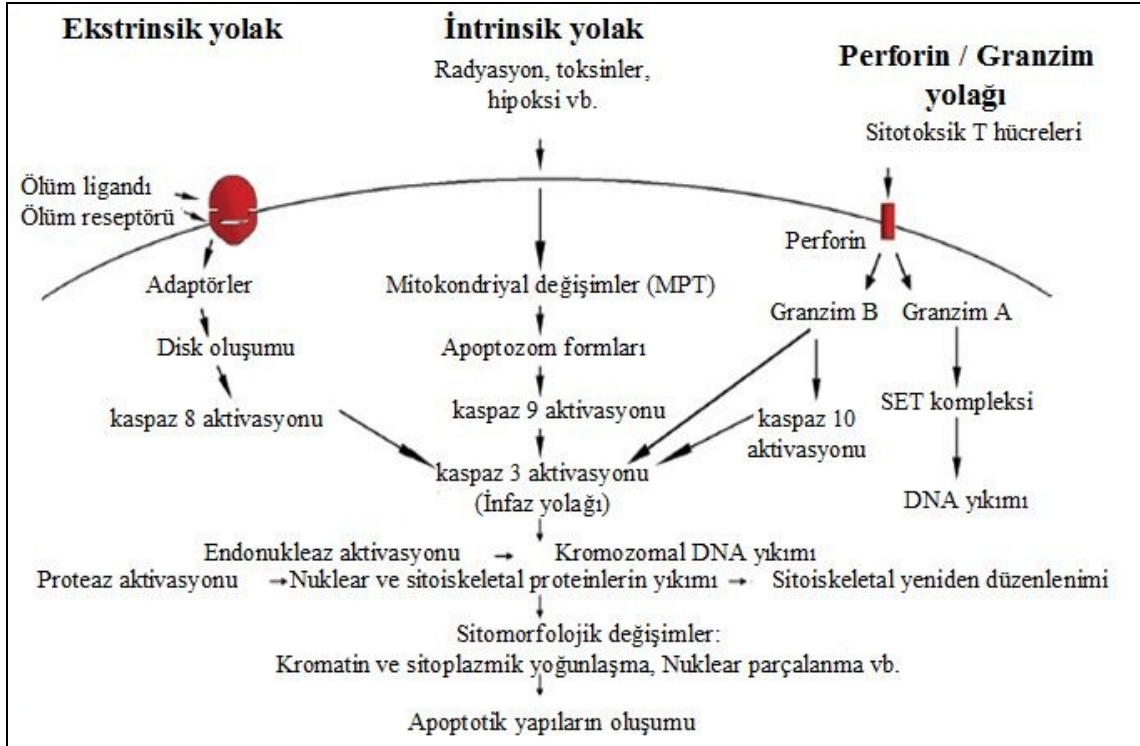 Ekstrinsik yolak
İntrinsik yolak
Radyasyon, toksinler,
hipoksi vb.
Perforin / Granzim
yolağı
Sitotoksik T hücreleri
Ölüm ligandı
Ölüm reseptörü
Perforin
Adaptörler
Mitokondriyal değişimler (MPT)
Granzim B
Granzim A
Disk oluşumu
Apoptozom formları
kaspaz 8 aktivasyonu
kaspaz 9 aktivasyonu
kaspaz 10
aktivasyonu
SET kompleksi
kaspaz 3 aktivasyonu
(İnfaz yolağı)
DNA yıkımı
Endonukleaz aktivasyonu → Kromozomal DNA yıkımı
Proteaz aktivasyonu → Nuklear ve sitoiskeletal proteinlerin yıkımı → Sitoiskeletal yeniden düzenlenimi
Sitomorfolojik değişimler:
Kromatin ve sitoplazmik yoğunlaşma, Nuklear parçalanma vb.
Apoptotik yapıların oluşumu